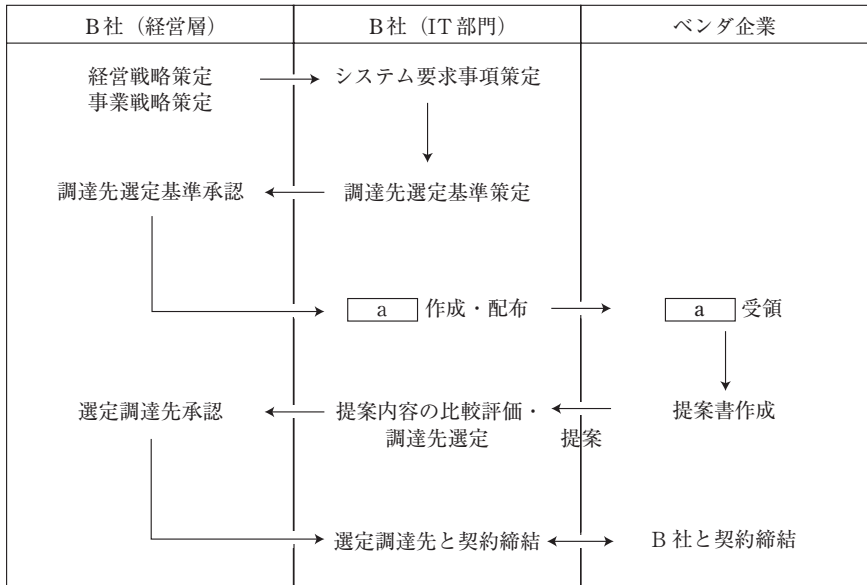 B社（経営層）
B社（IT部門）
ベンダ企業
経営戦略策定
事業戦略策定
システム要求事項策定
調達先選定基準承認
調達先選定基準策定
a 作成・配布
a 受領
選定調達先承認
提案内容の比較評価・
調達先選定
提案
提案書作成
選定調達先と契約締結
B社と契約締結